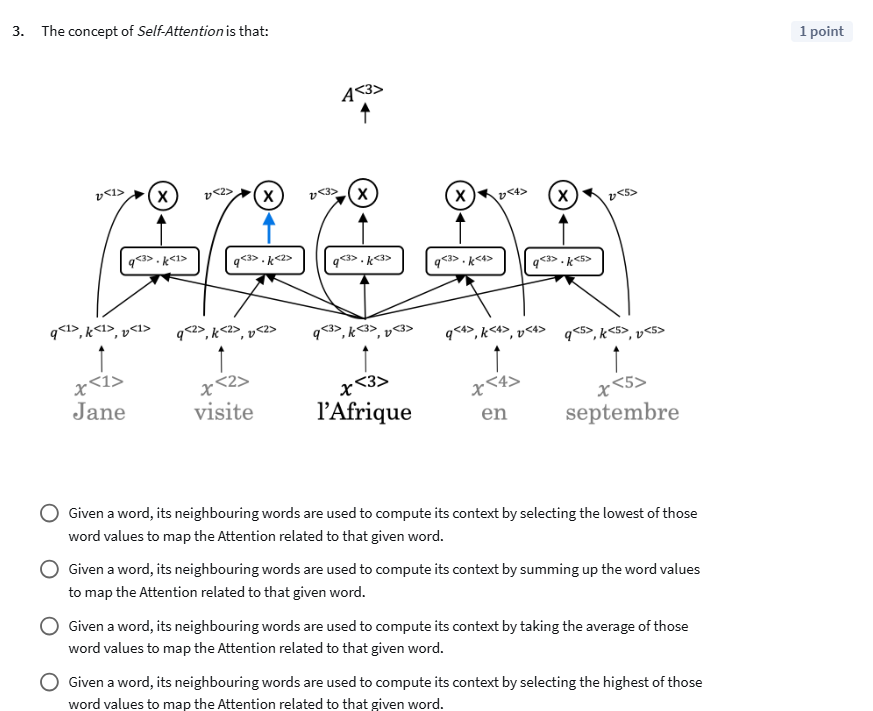 3. The concept of Self-Attention is that:
1 point
A<3>
v<1> X v<2> X v<3> X X v<4> X v<5>
q<3> · k<1> q<3> · k<2> q<3> · k<3> q<3> · k<4> q<3> · k<5>
q<1>, k<1>, v<1> q<2>, k<2>, v<2> q<3>, k<3>, v<3> q<4>, k<4>, v<4> q<5>, k<5>, v<5>
x<1> x<2> x<3> x<4> x<5>
Jane visite l'Afrique en septembre
Given a word, its neighbouring words are used to compute its context by selecting the lowest of those
word values to map the Attention related to that given word.
Given a word, its neighbouring words are used to compute its context by summing up the word values
to map the Attention related to that given word.
Given a word, its neighbouring words are used to compute its context by taking the average of those
word values to map the Attention related to that given word.
Given a word, its neighbouring words are used to compute its context by selecting the highest of those
word values to map the Attention related to that given word.